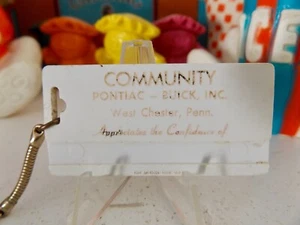 COMMUNITY
PONTIAC - BUICK, INC.
West Chester, Penn.
Appreciates the Confidence of